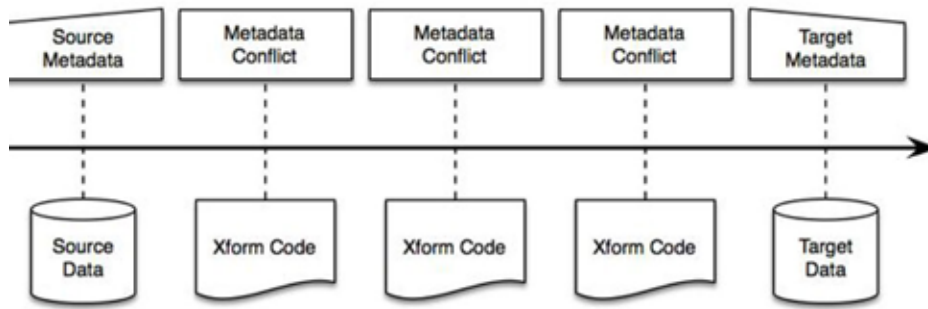 Source
Metadata
Metadata
Conflict
Metadata
Conflict
Metadata
Conflict
Target
Metadata
Source
Data
Xform Code
Xform Code
Xform Code
Target
Data